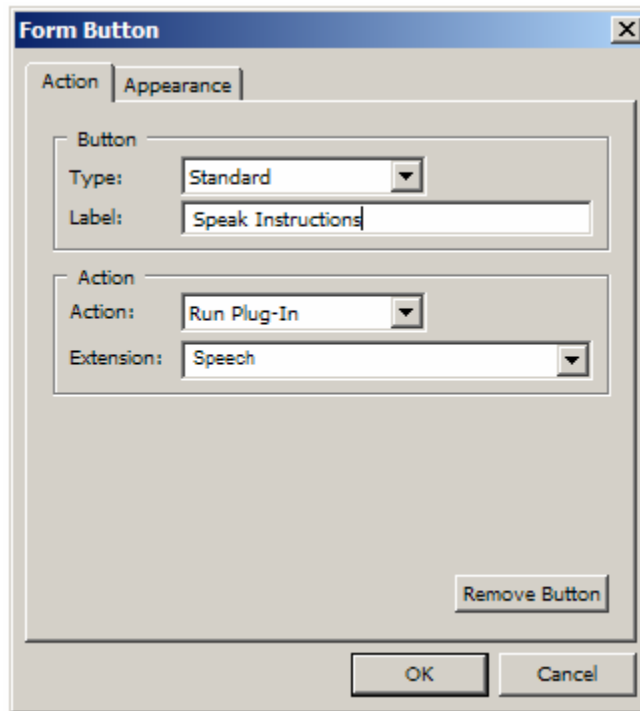 Form Button
Action Appearance
Button
Type: Standard
Label: Speak Instructions
Action
Action: Run Plug-In
Extension: Speech
Remove Button
OK Cancel